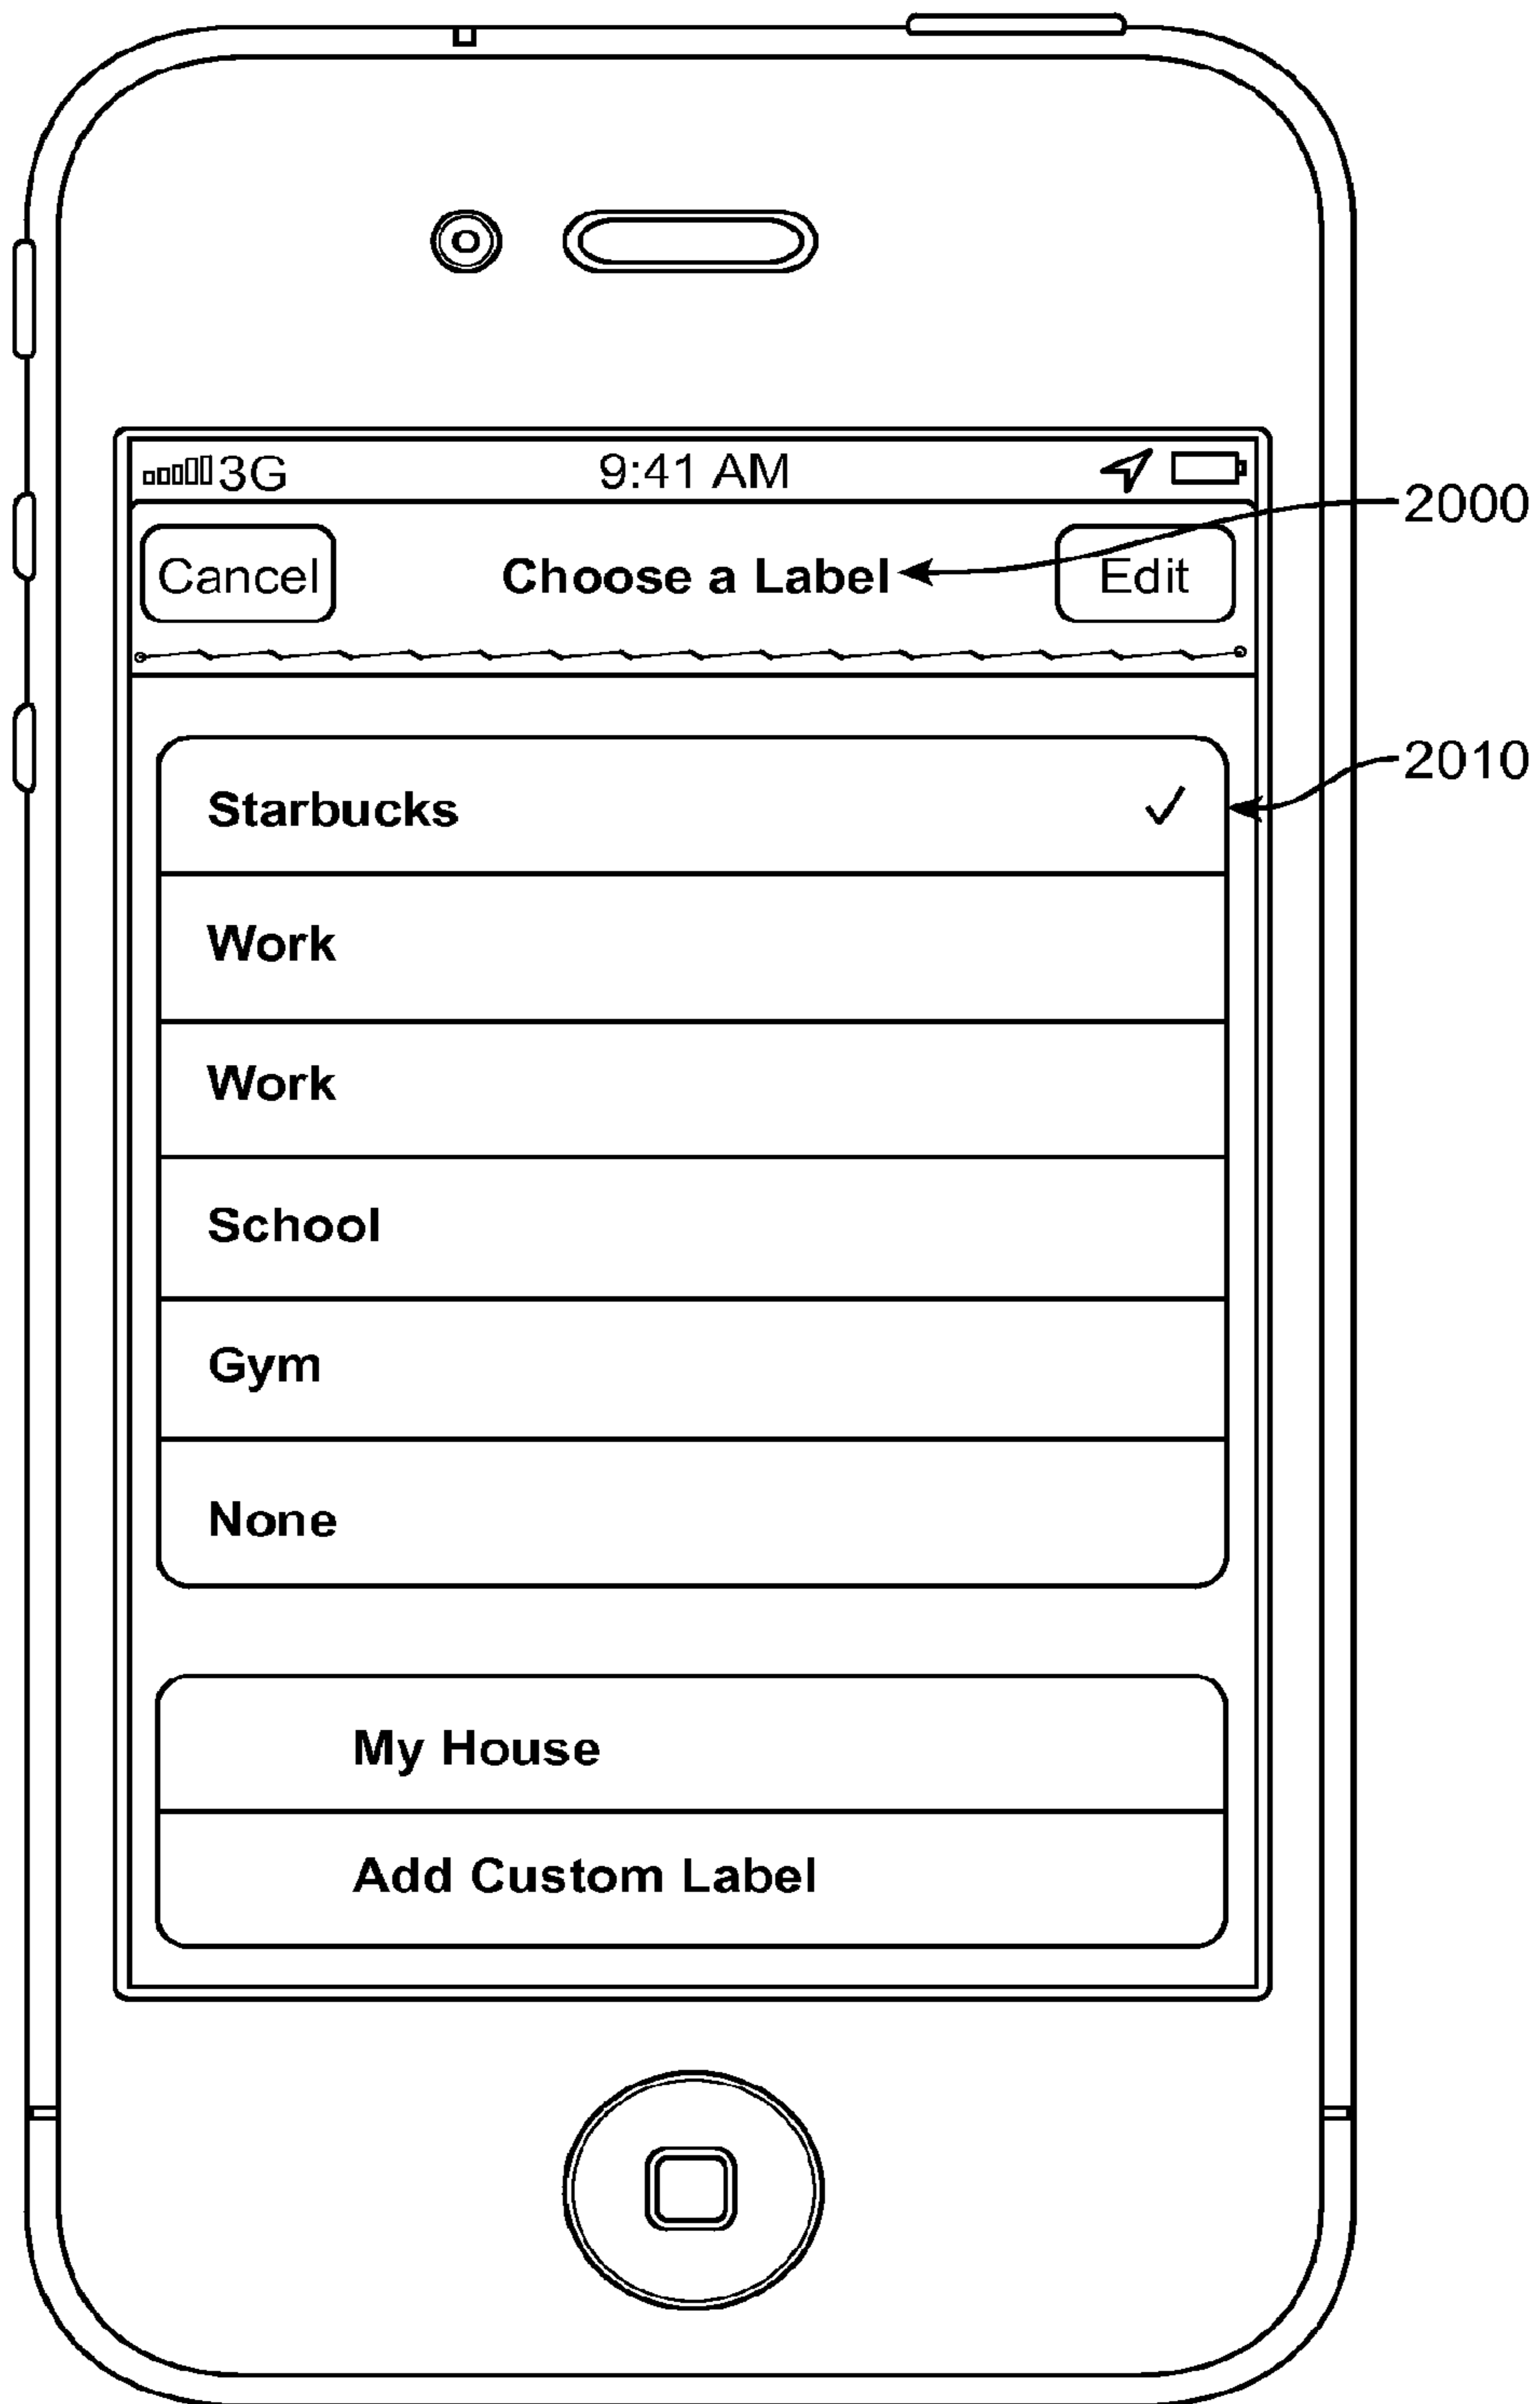 3G 9:41 AM
2000
Cancel Choose a Label Edit
2010
Starbucks
Work
Work
School
Gym
None
My House
Add Custom Label